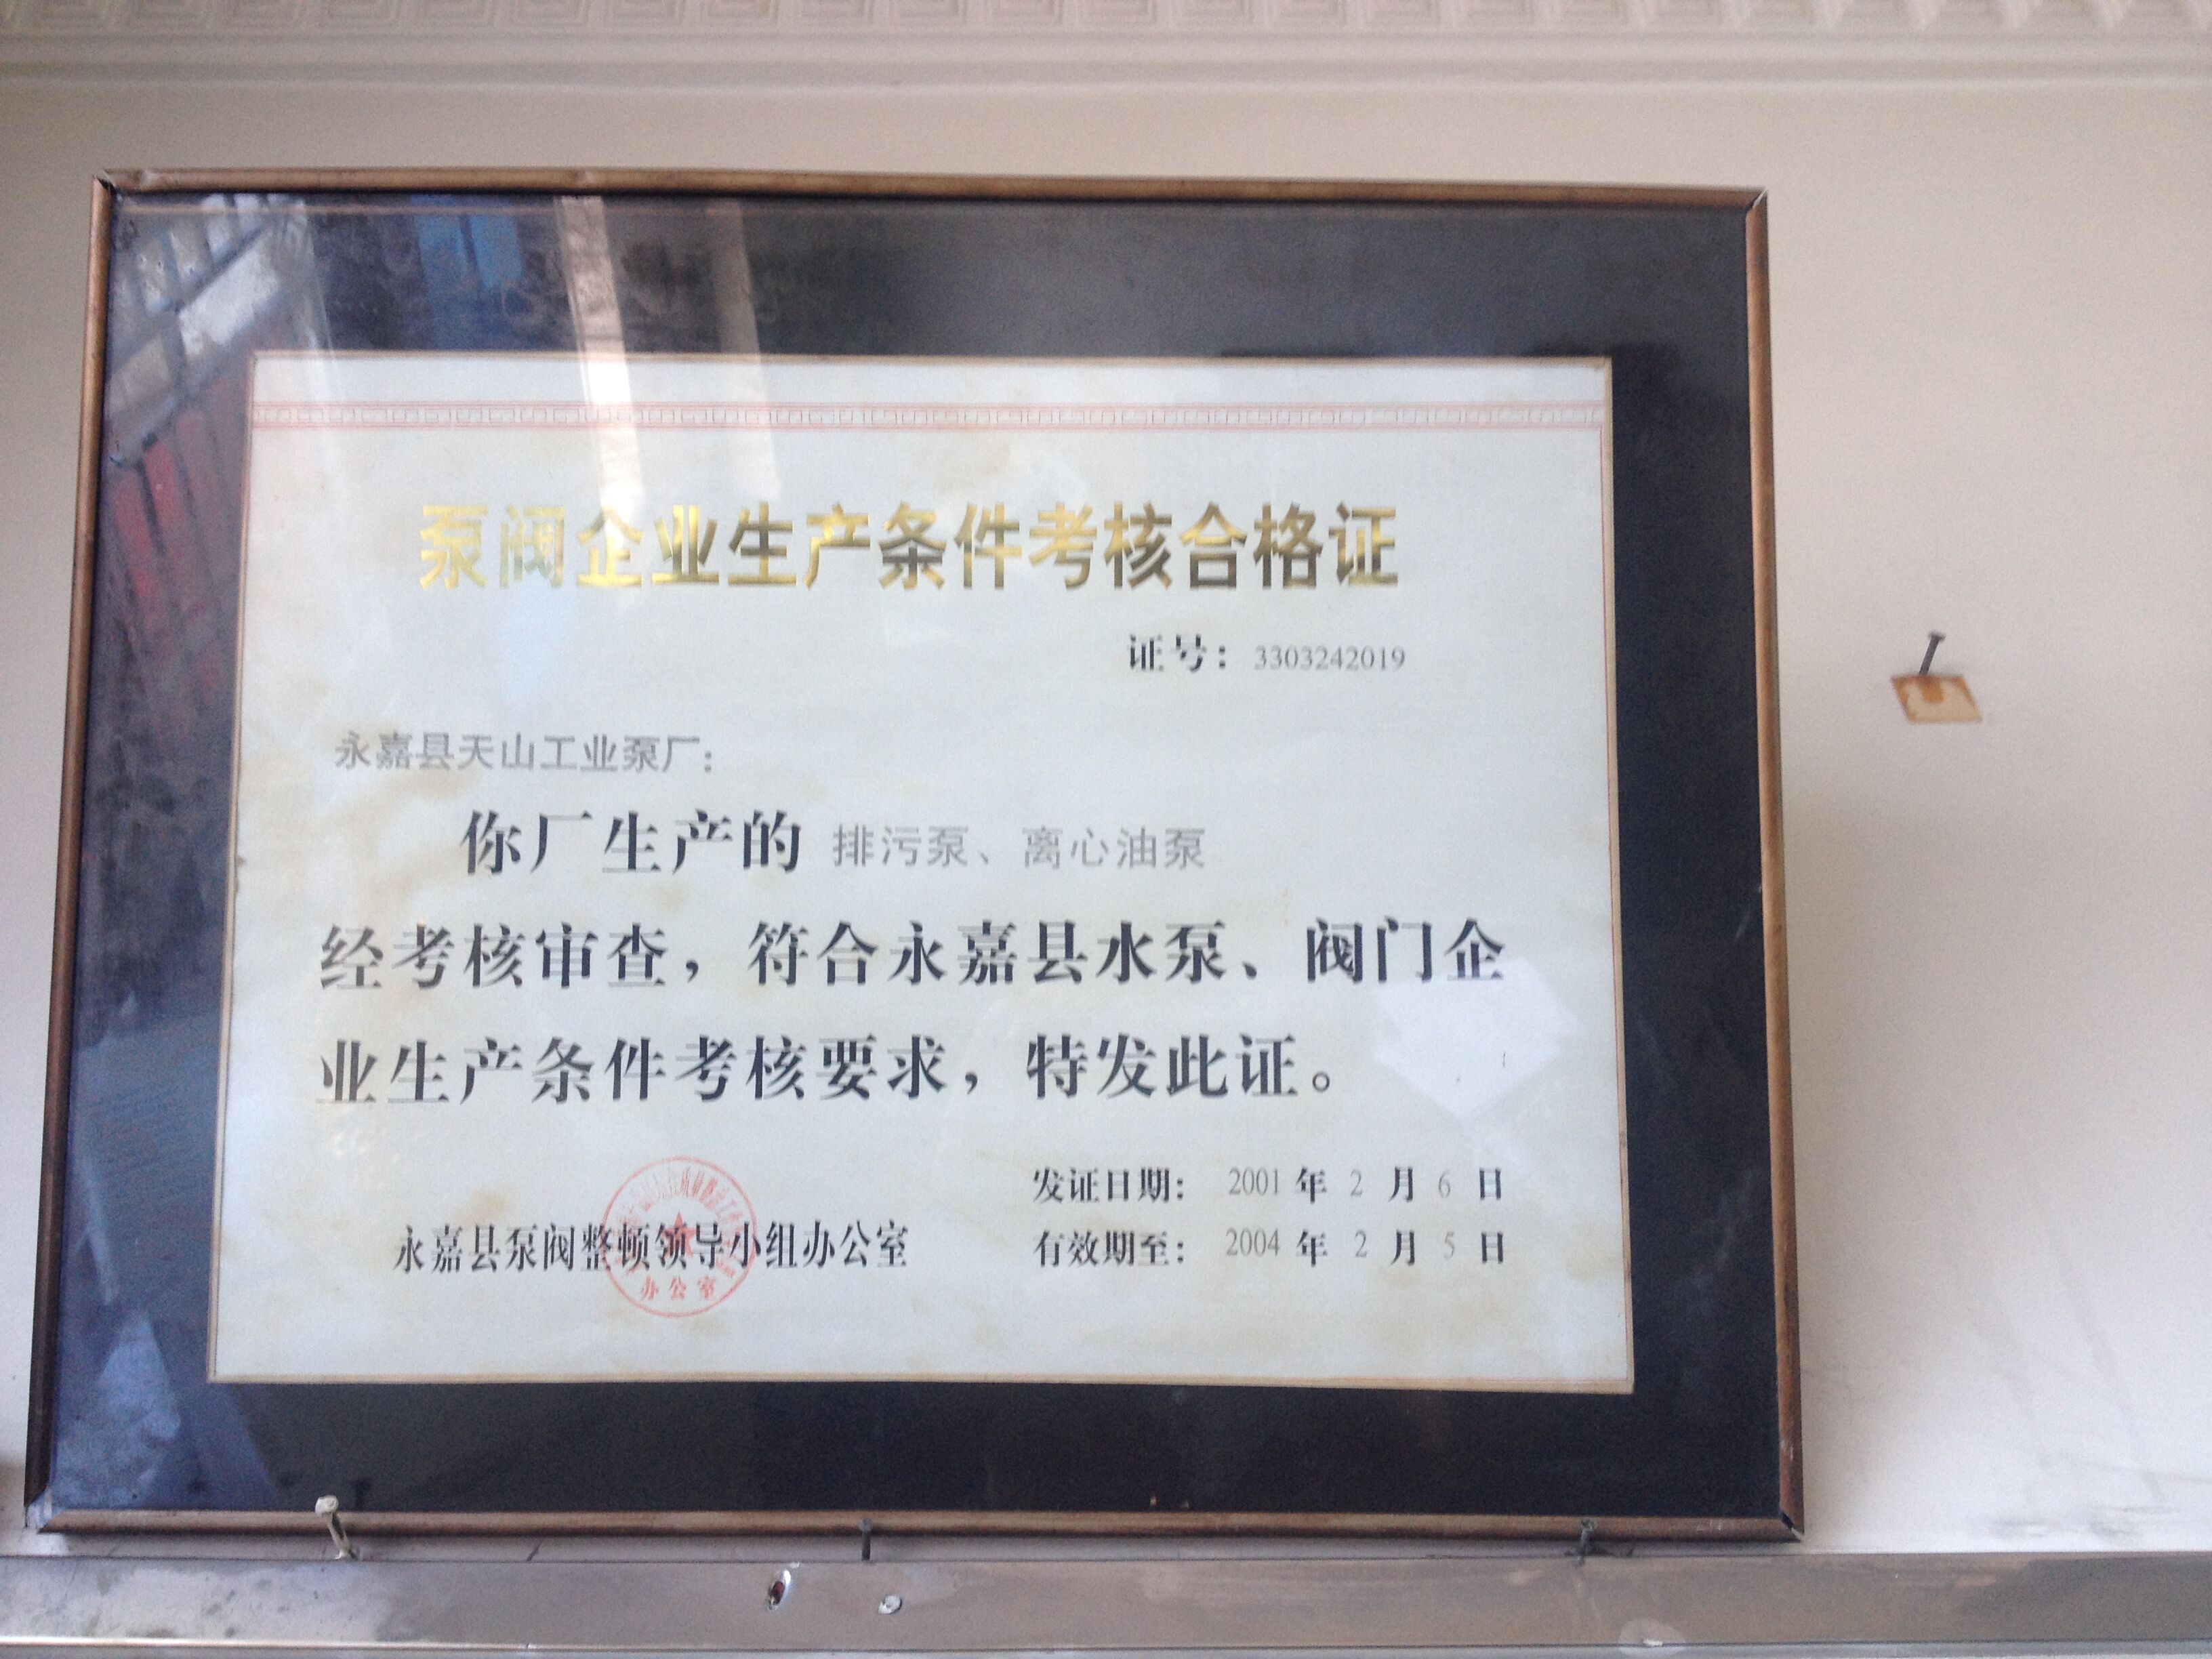 泵阀企业生产条件考核合格证
证号：3303242019
永嘉县天山工业泵厂：
你厂生产的 排污泵、离心油泵
经考核审查，符合永嘉县水泵、阀门企
业生产条件考核要求，特发此证。
发证日期： 2001 年 2 月 6 日
永嘉县泵阀整顿领导小组办公室
有效期至： 2004 年 2 月 5 日
办公室